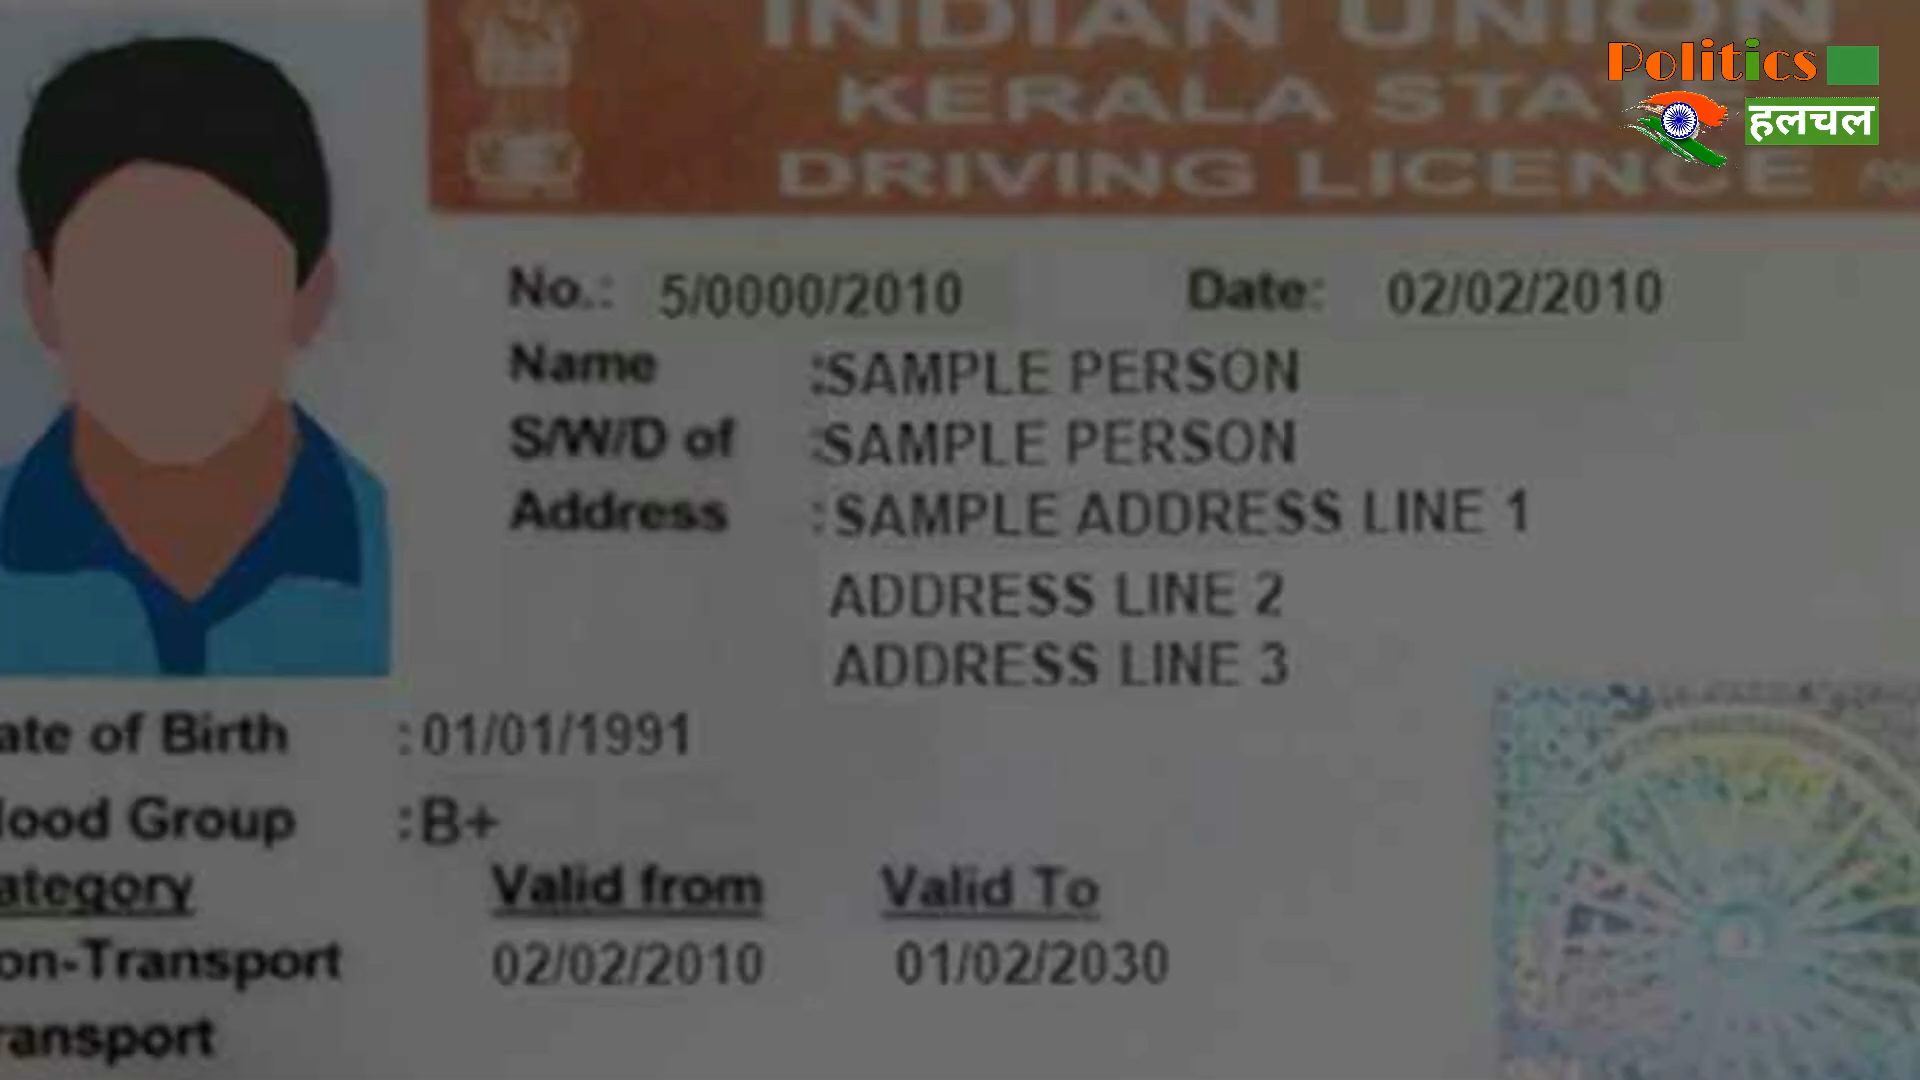 INDIAN UNION
Politics
KERALA STATE
हलचल
DRIVING LICENCE
No.: 5/0000/2010 Date: 02/02/2010
Name :SAMPLE PERSON
S/W/D of :SAMPLE PERSON
Address :SAMPLE ADDRESS LINE 1
ADDRESS LINE 2
ADDRESS LINE 3
ate of Birth : 01/01/1991
lood Group : B+
ategory Valid from Valid To
on-Transport 02/02/2010 01/02/2030
ransport